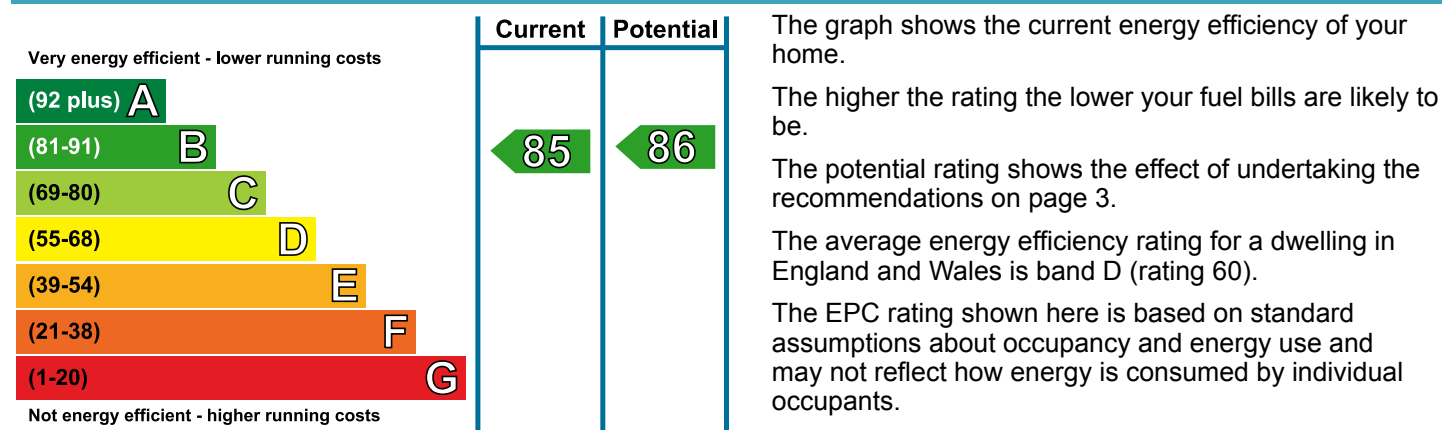 Current Potential
Very energy efficient - lower running costs
(92 plus) A
(81-91) B
85 86
(69-80) C
(55-68) D
(39-54) E
(21-38) F
(1-20) G
Not energy efficient - higher running costs
The graph shows the current energy efficiency of your
home.
The higher the rating the lower your fuel bills are likely to
be.
The potential rating shows the effect of undertaking the
recommendations on page 3.
The average energy efficiency rating for a dwelling in
England and Wales is band D (rating 60).
The EPC rating shown here is based on standard
assumptions about occupancy and energy use and
may not reflect how energy is consumed by individual
occupants.